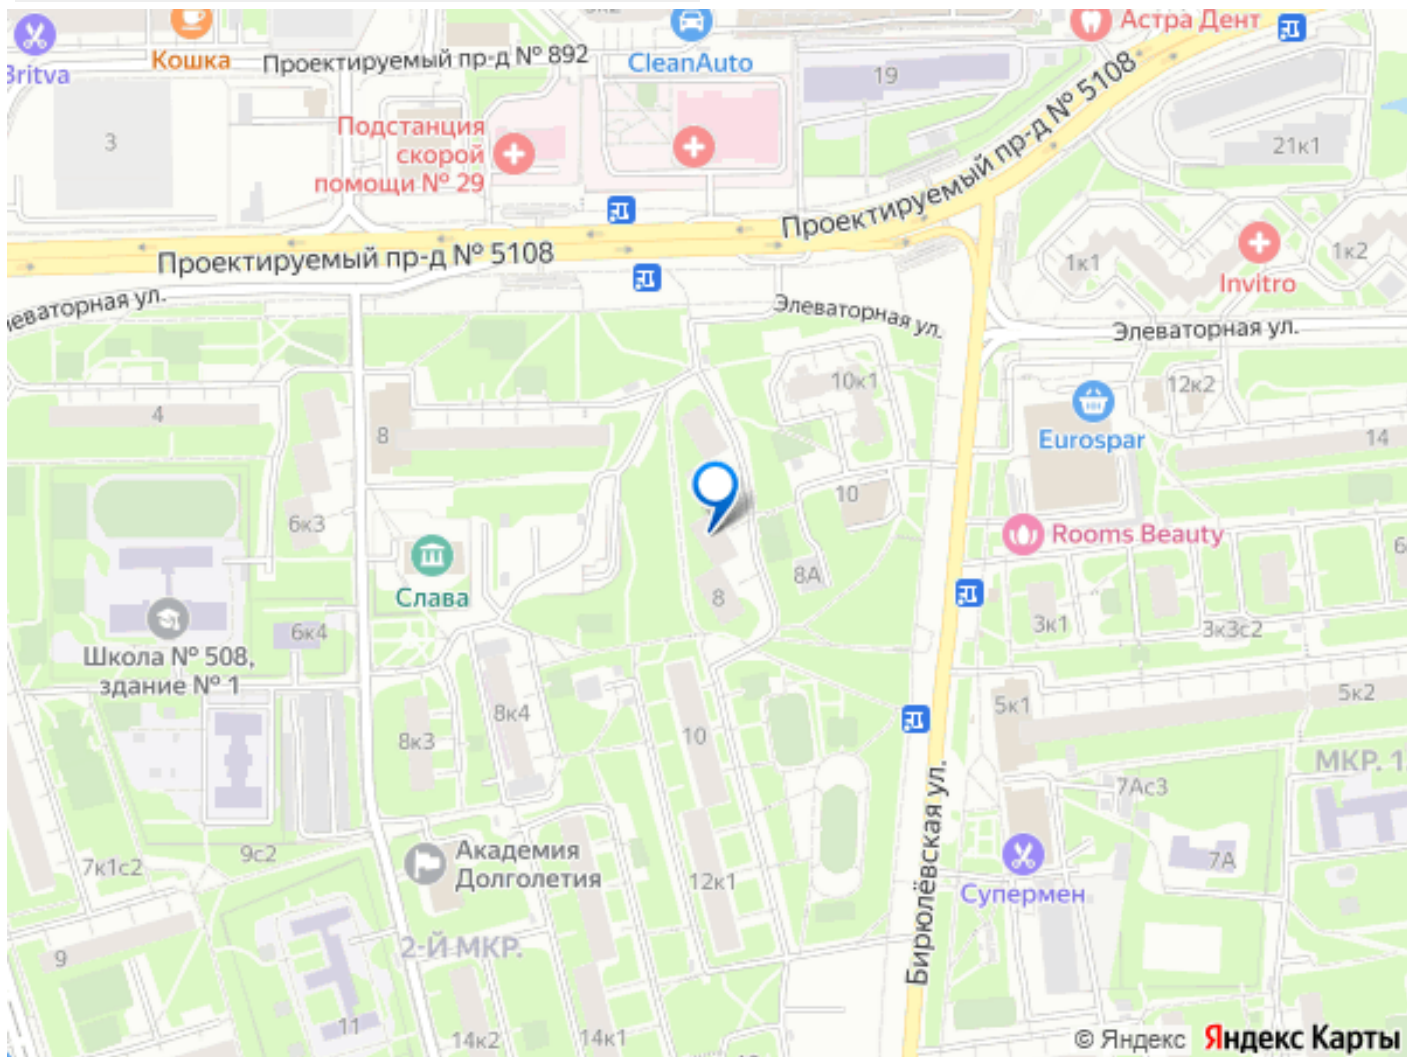 Britva
Кошка
Проектируемый пр-д № 892
CleanAuto
Астра Дент
19
3
Подстанция
скорой
помощи № 29
21к1
Проектируемый пр-д № 5108
Проектируемый пр-д № 5108
1к1
1к2
Invitro
Элеваторная ул.
Элеваторная ул.
4
8
10к1
12к2
Eurospar
14
6к3
10
Rooms Beauty
8А
8
Слава
3к1
3к3с2
6
6к4
Школа № 508,
здание № 1
8к4
8к3
10
5к1
5к2
МКР. 1
7Ас3
Академия
Долголетия
9с2
7к1с2
12к1
7А
Супермен
Бирюлёвская ул.
2-Й МКР.
9
11
14к2
14к1
© Яндекс Яндекс Карты